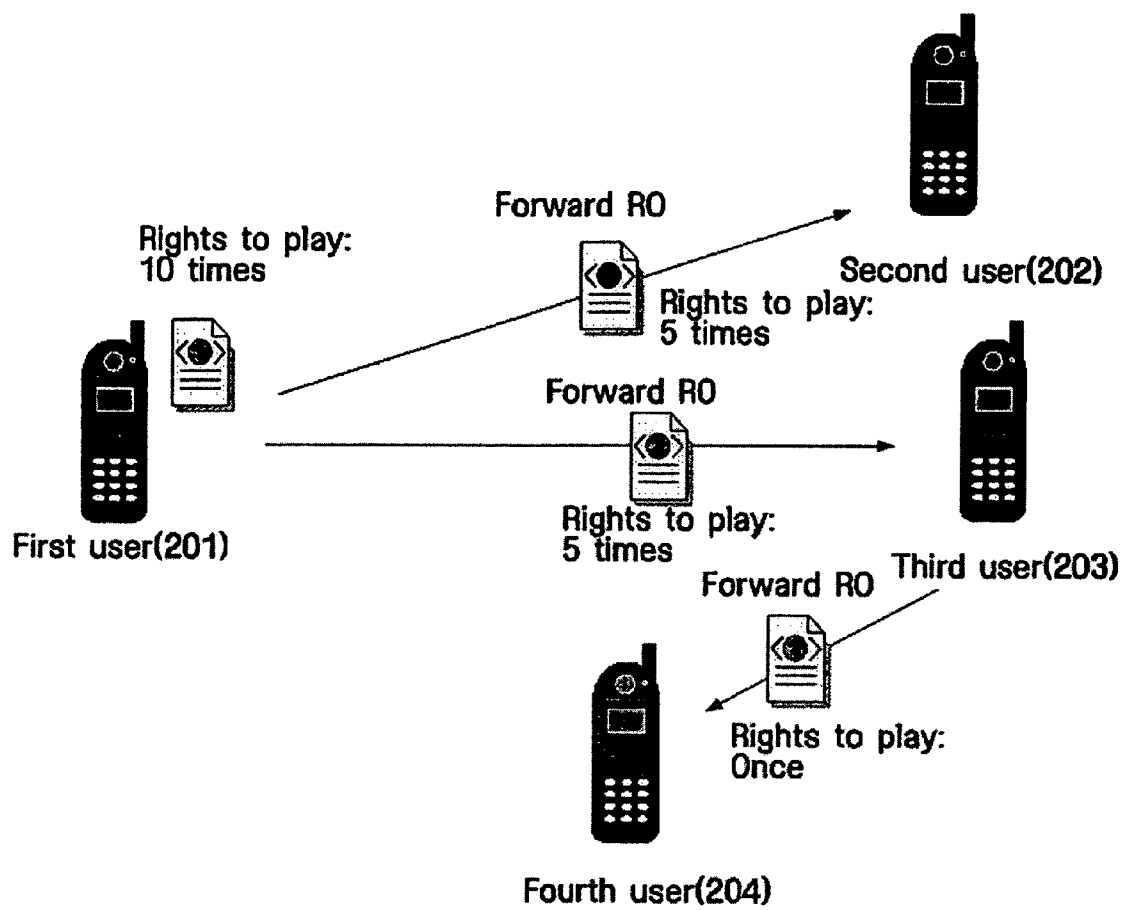 Forward RO
Rights to play:
10 times
Second user(202)
Rights to play:
5 times
Forward RO
Rights to play:
5 times
First user(201)
Third user(203)
Forward RO
Rights to play:
Once
Fourth user(204)